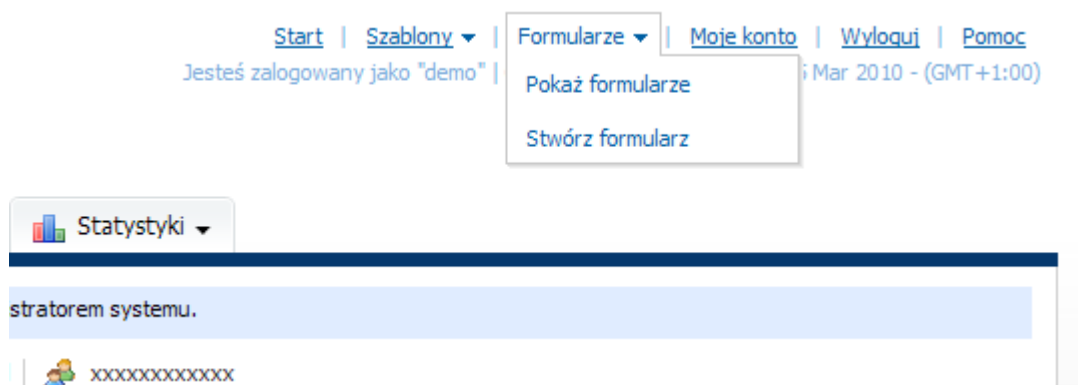 Start | Szablony | Formularze | Moje konto | Wyloguj | Pomoc
Jesteś zalogowany jako "demo" | Mar 2010 - (GMT+1:00)
Pokaż formularze
Stwórz formularz
Statystyki
stratorem systemu.
xxxxxxxxxxxx